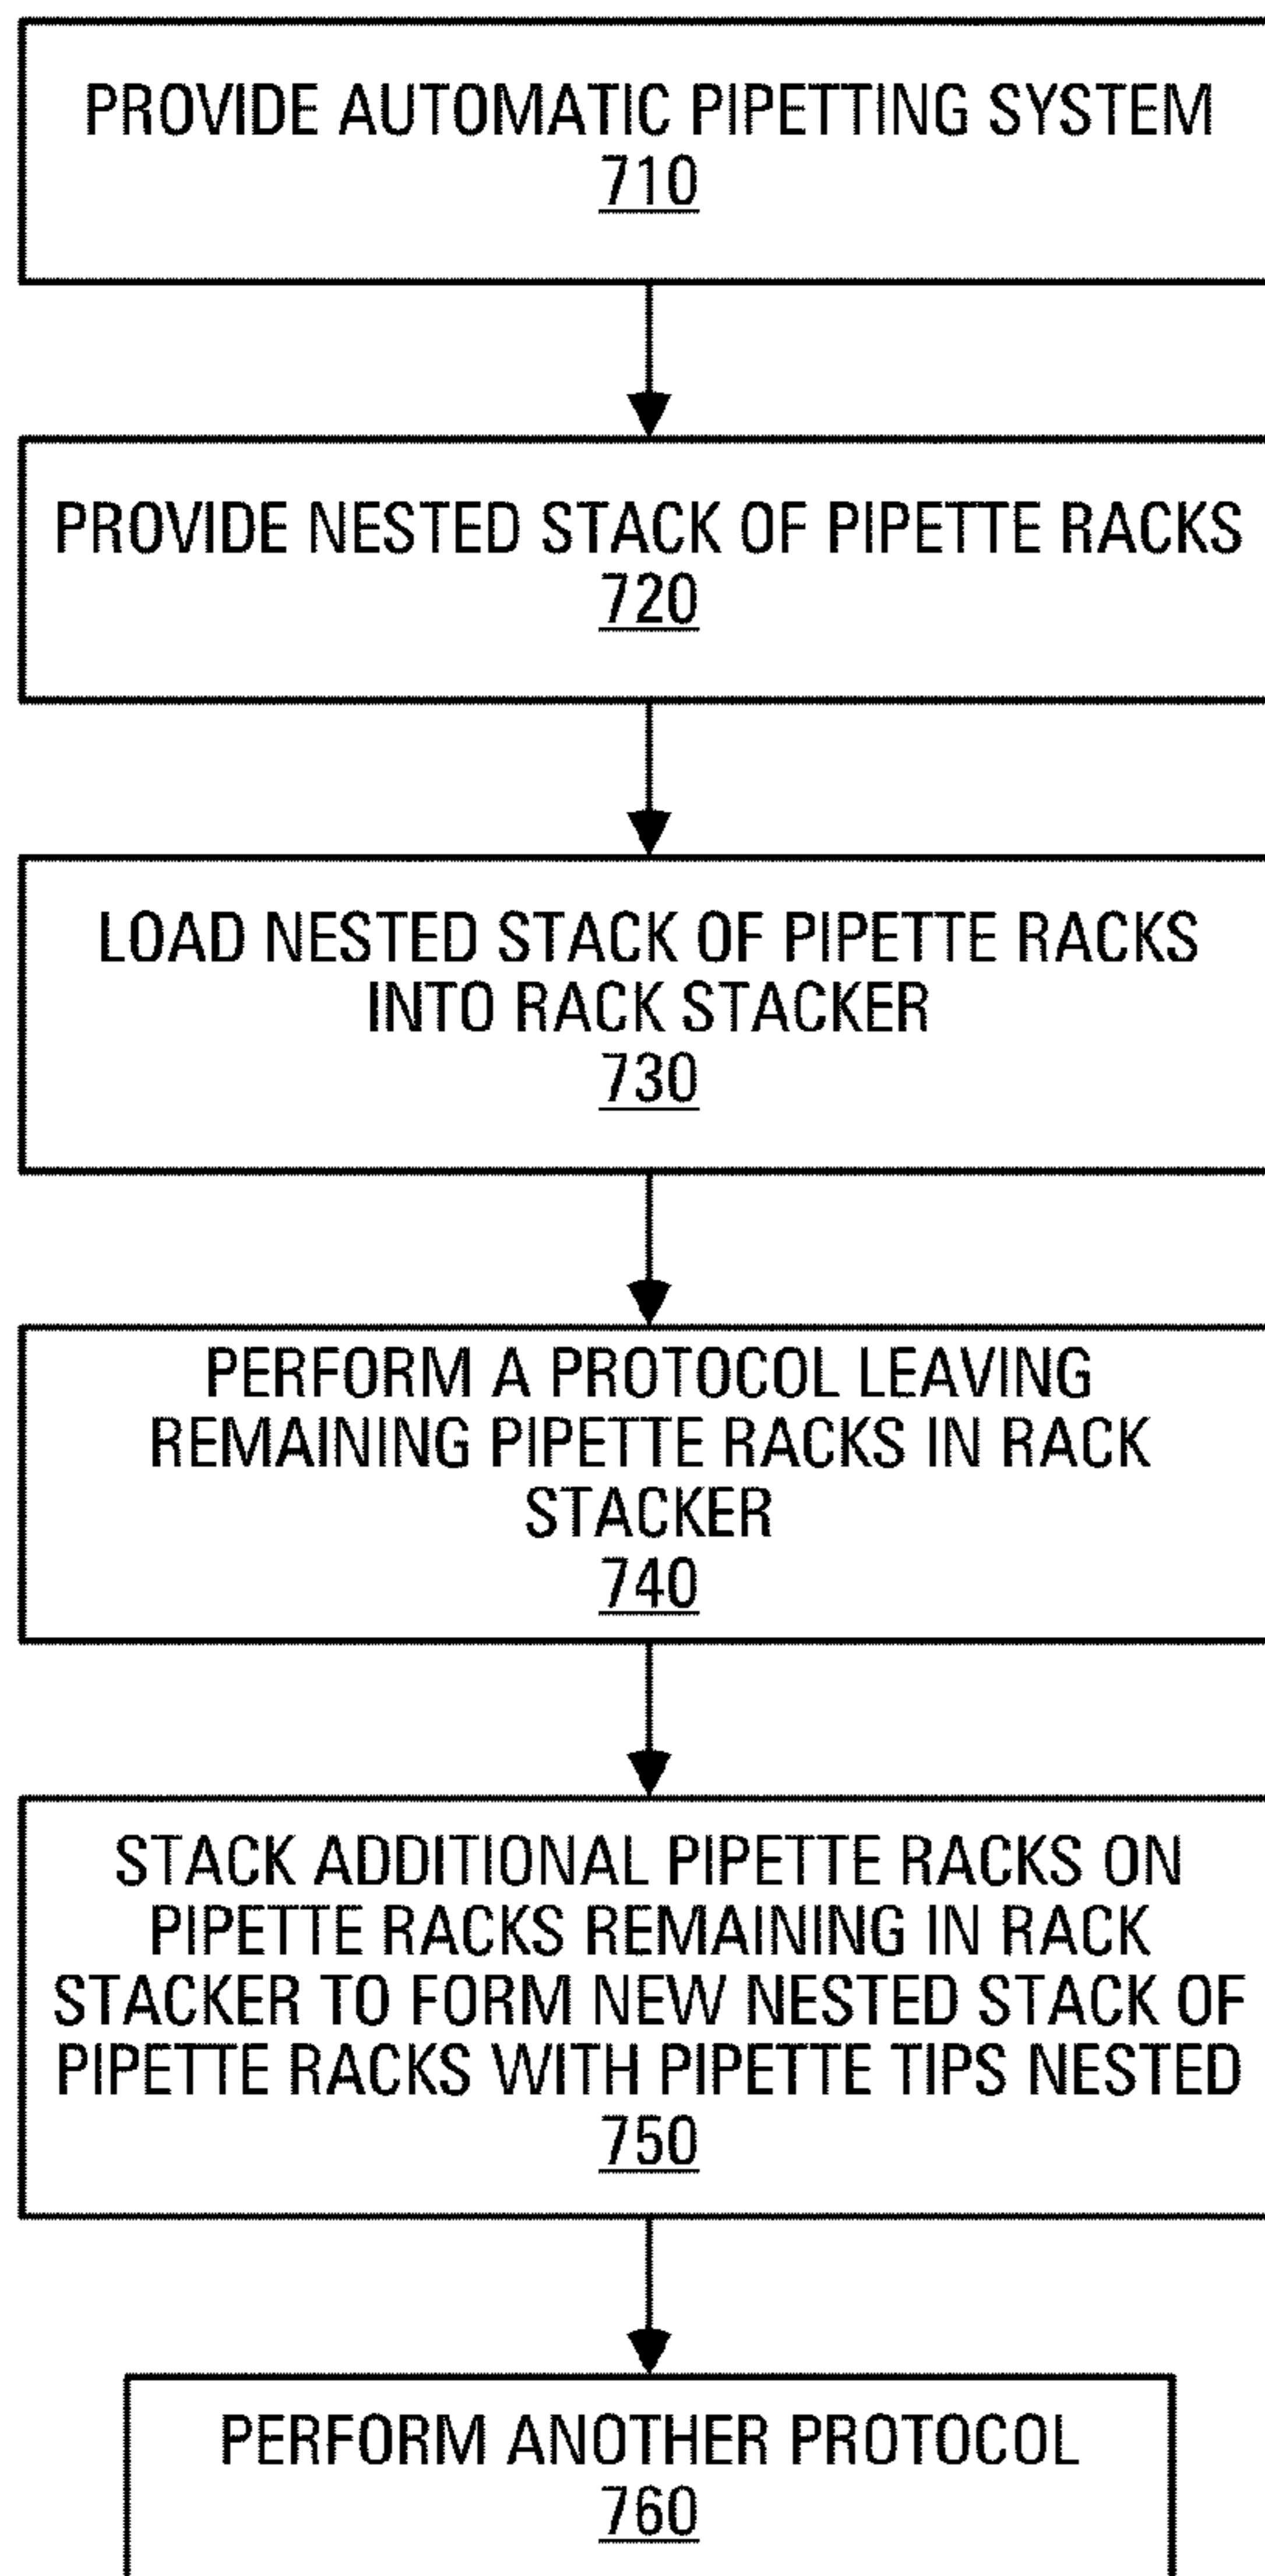 PROVIDE AUTOMATIC PIPETTING SYSTEM
710
PROVIDE NESTED STACK OF PIPETTE RACKS
720
LOAD NESTED STACK OF PIPETTE RACKS
INTO RACK STACKER
730
PERFORM A PROTOCOL LEAVING
REMAINING PIPETTE RACKS IN RACK
STACKER
740
STACK ADDITIONAL PIPETTE RACKS ON
PIPETTE RACKS REMAINING IN RACK
STACKER TO FORM NEW NESTED STACK OF
PIPETTE RACKS WITH PIPETTE TIPS NESTED
750
PERFORM ANOTHER PROTOCOL
760